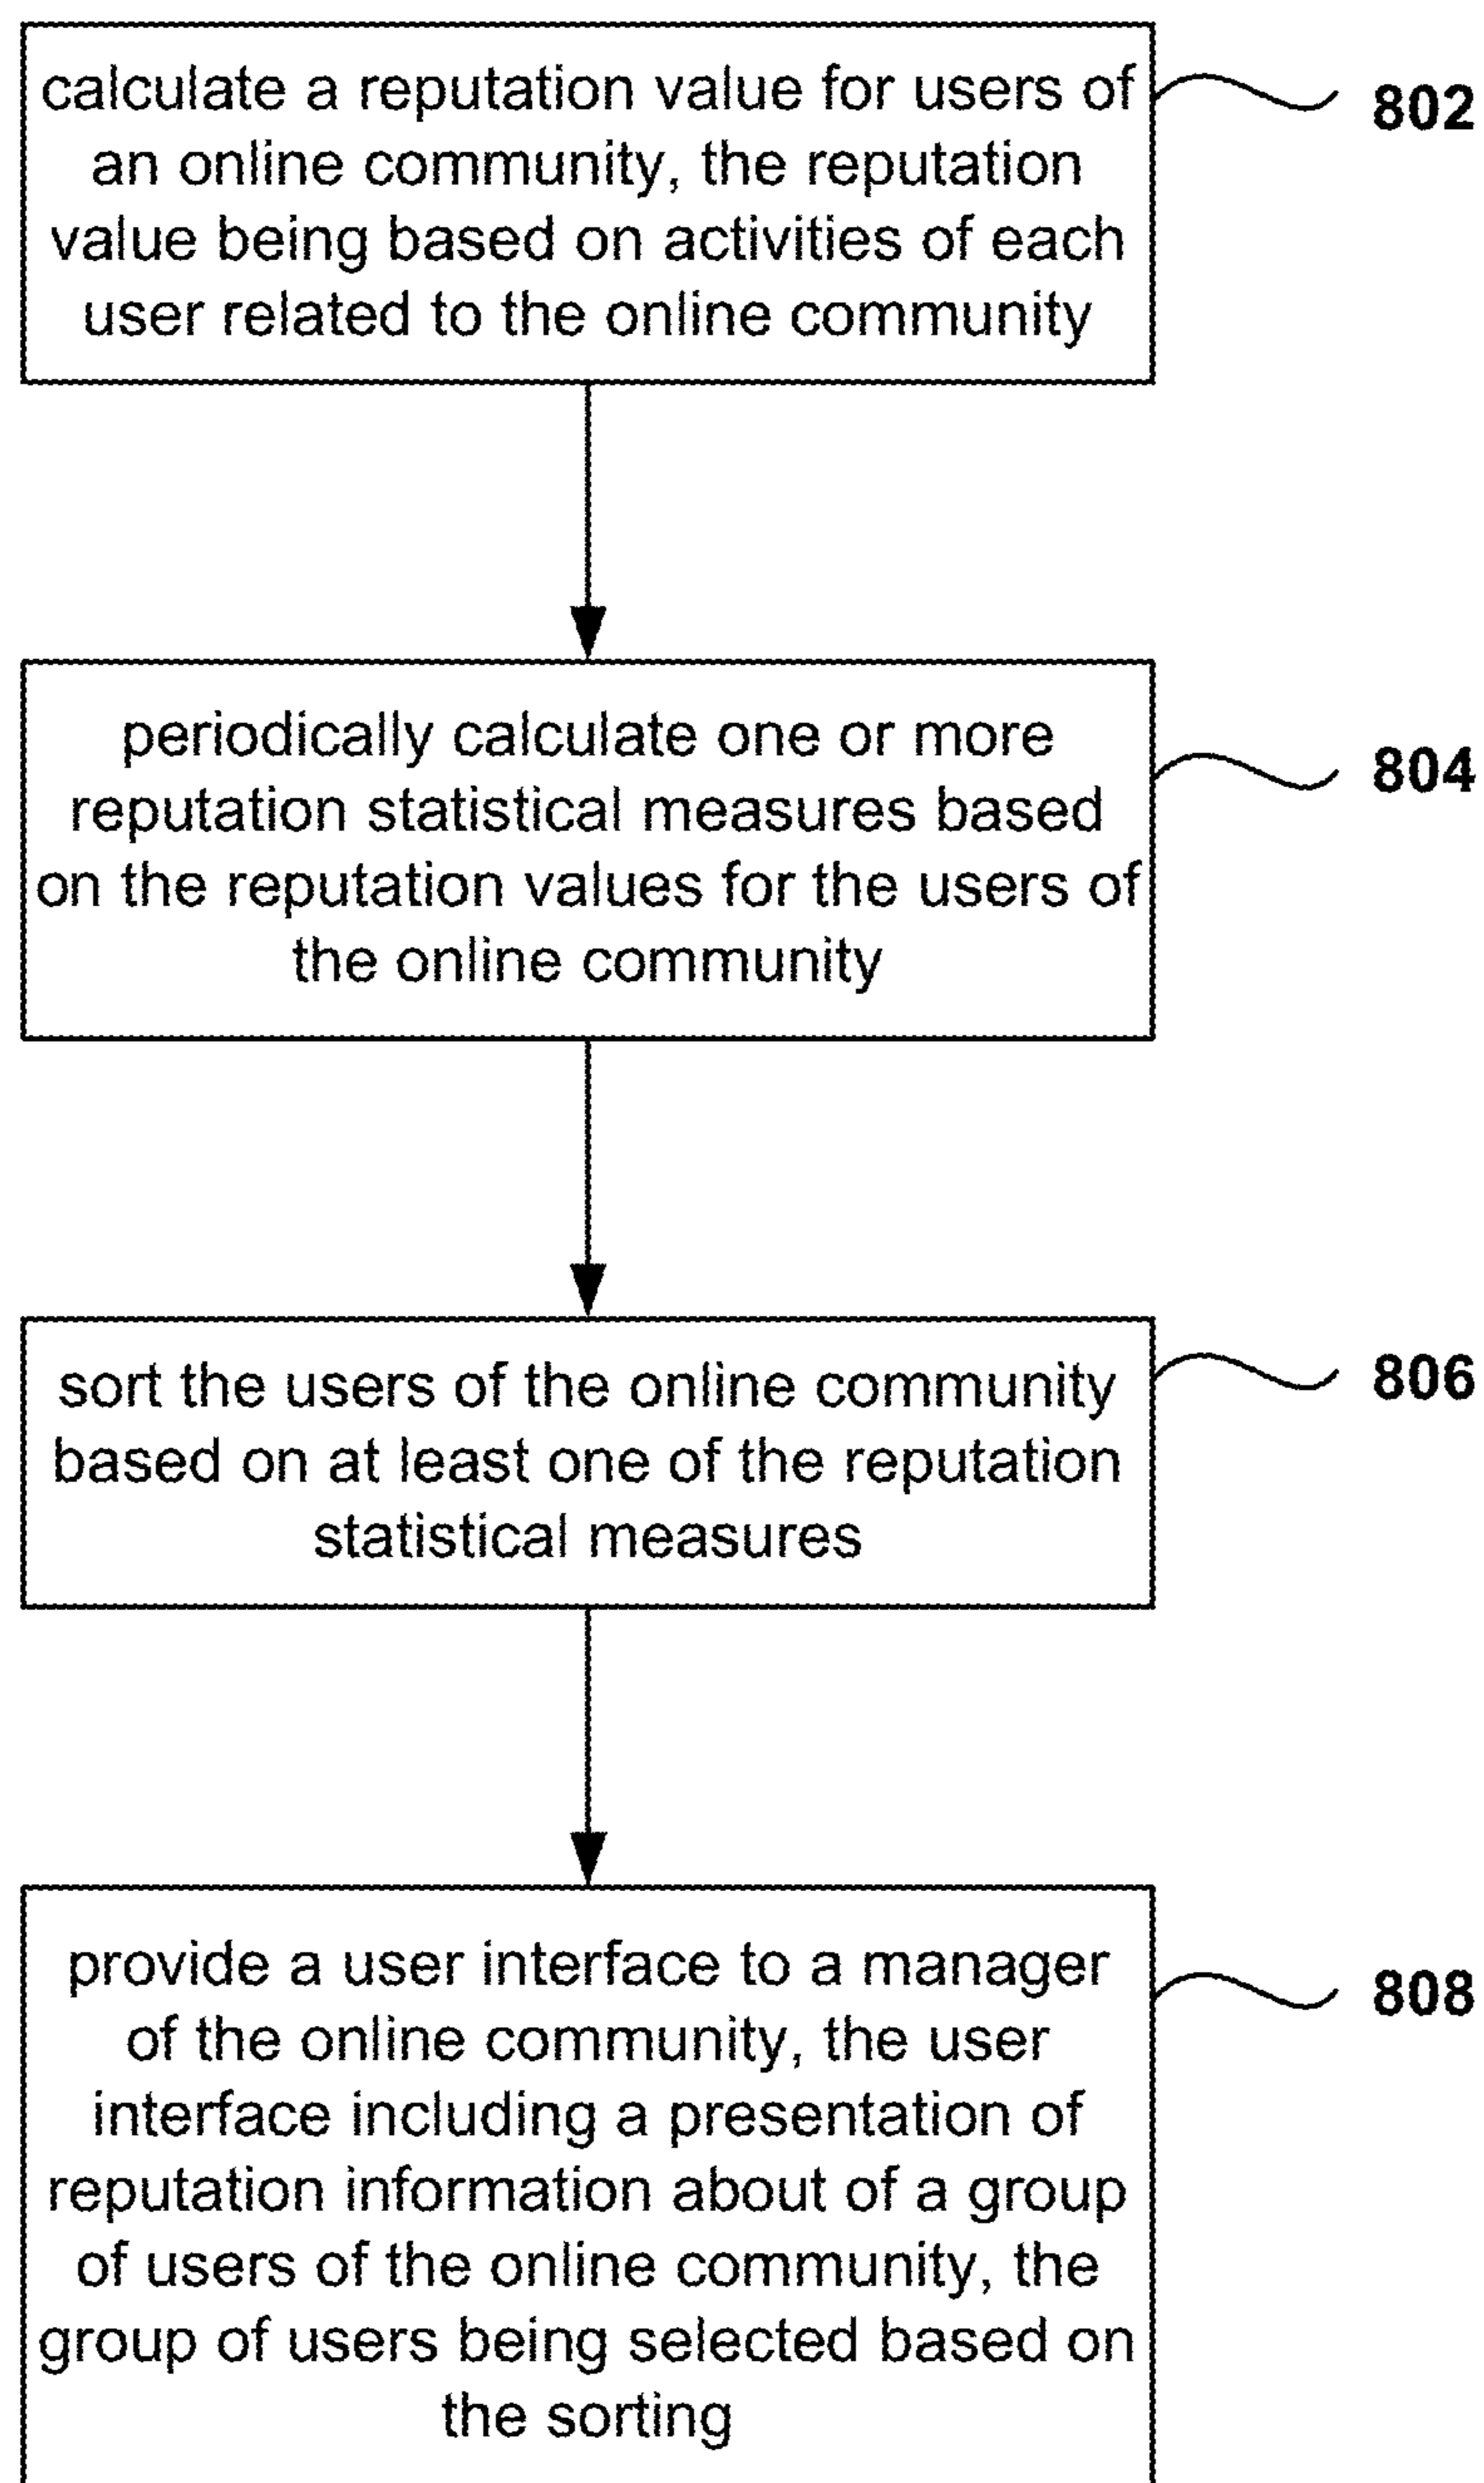 calculate a reputation value for users of
an online community, the reputation
value being based on activities of each
user related to the online community
802
periodically calculate one or more
reputation statistical measures based
on the reputation values for the users of
the online community
804
sort the users of the online community
based on at least one of the reputation
statistical measures
806
provide a user interface to a manager
of the online community, the user
interface including a presentation of
reputation information about of a group
of users of the online community, the
group of users being selected based on
the sorting
808